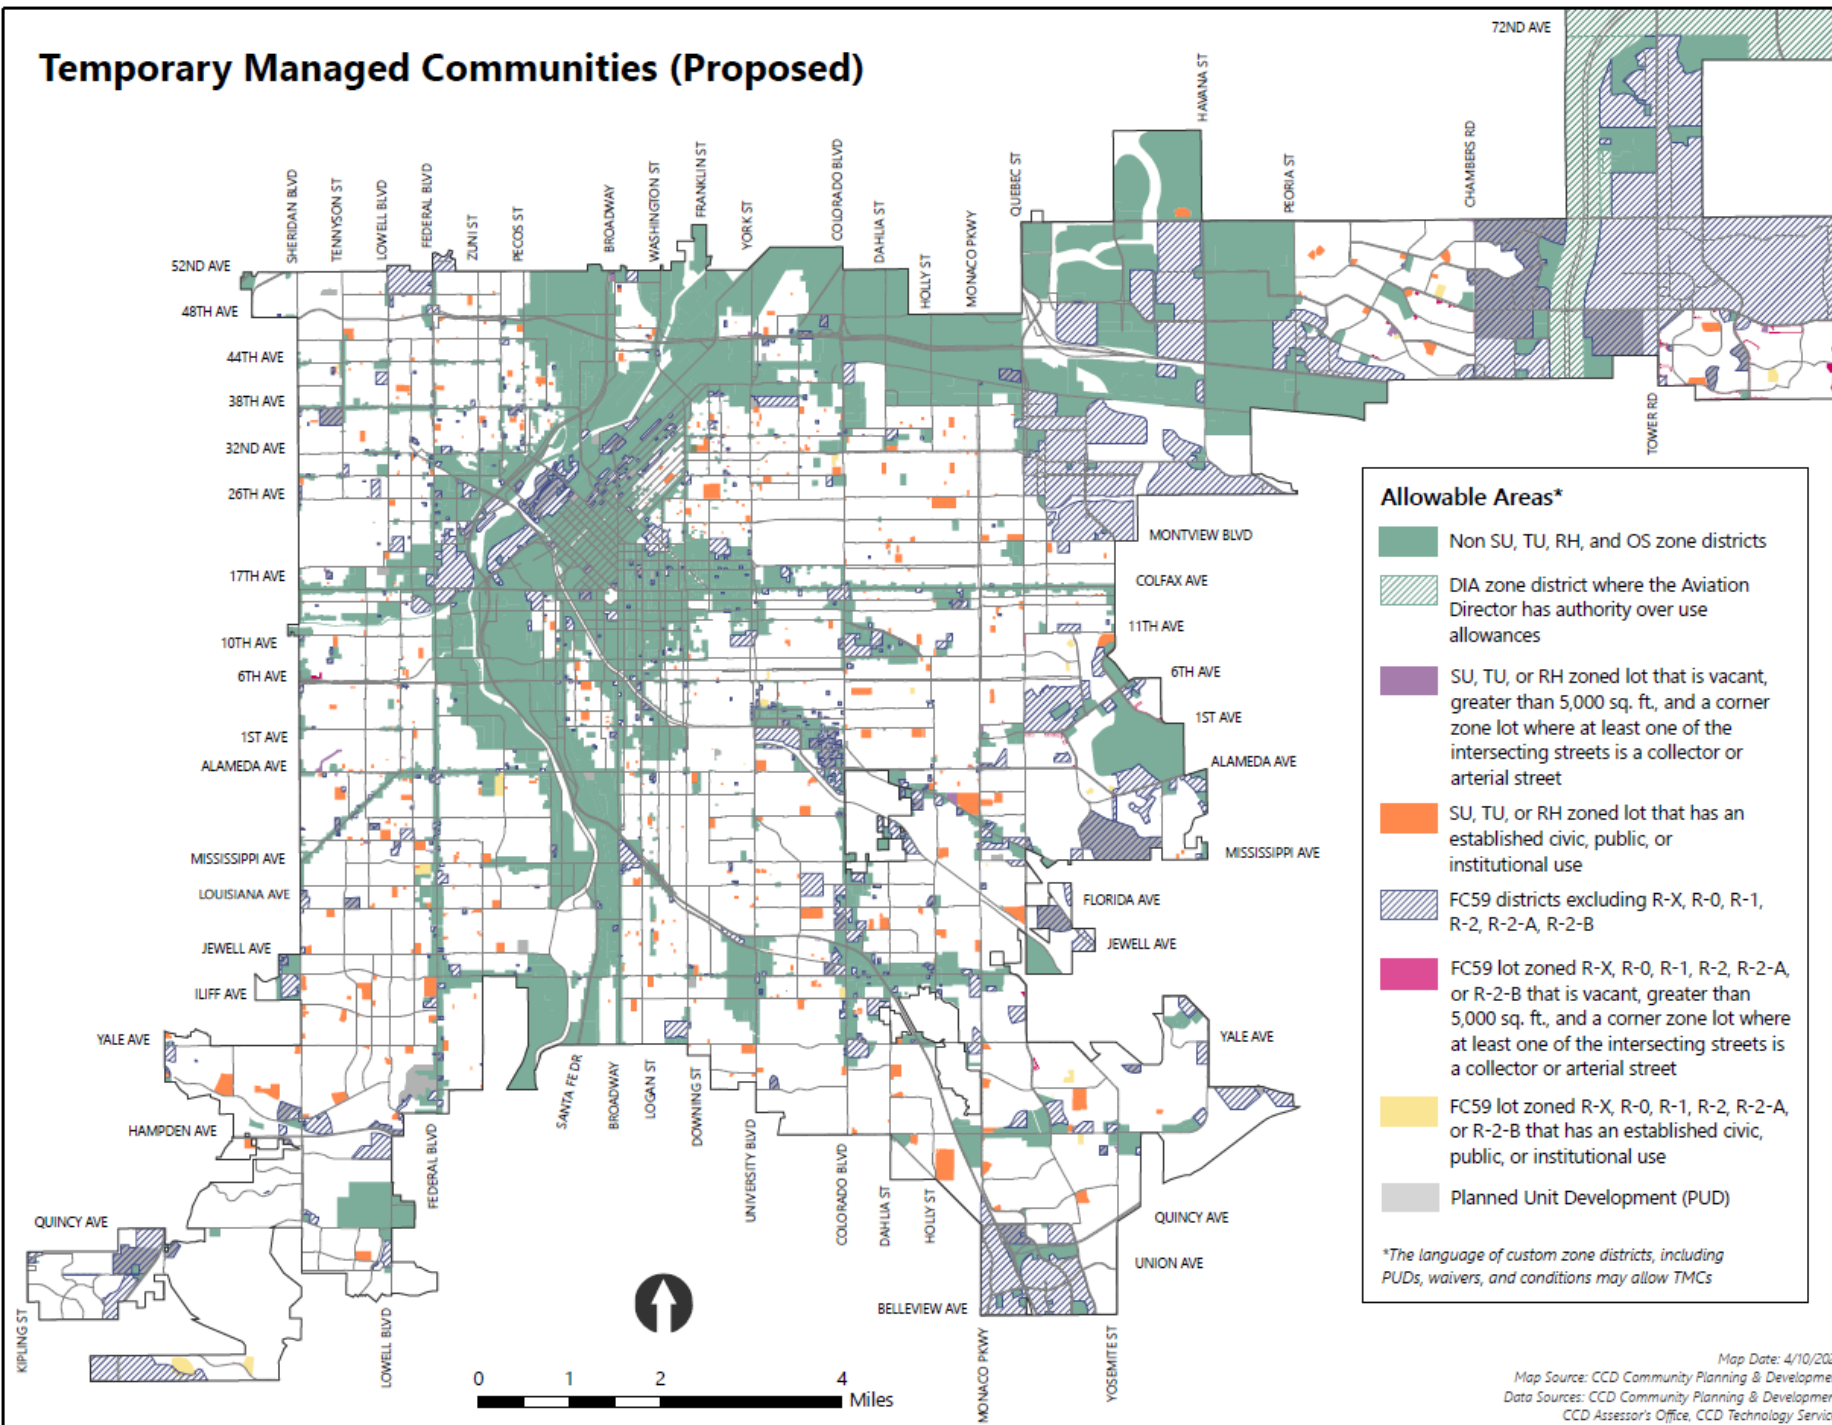 72ND AVE
Temporary Managed Communities (Proposed)
HAVANA ST
SHERIDAN BLVD
TENNYSON ST
LOWELL BLVD
FEDERAL BLVD
ZUNI ST
PECOS ST
BROADWAY
WASHINGTON ST
FRANKLIN ST
YORK ST
COLORADO BLVD
DAHLIA ST
HOLLY ST
MONACO PKWY
QUEBEC ST
PEORIA ST
CHAMBERS RD
TOWER RD
52ND AVE
48TH AVE
44TH AVE
38TH AVE
32ND AVE
26TH AVE
17TH AVE
10TH AVE
6TH AVE
1ST AVE
ALAMEDA AVE
MISSISSIPPI AVE
LOUISIANA AVE
JEWELL AVE
ILIFF AVE
YALE AVE
HAMPDEN AVE
QUINCY AVE
MONTVIEW BLVD
COLFAX AVE
11TH AVE
6TH AVE
1ST AVE
ALAMEDA AVE
MISSISSIPPI AVE
FLORIDA AVE
JEWELL AVE
YALE AVE
QUINCY AVE
UNION AVE
BELLEVIEW AVE
KIPLING ST
LOWELL BLVD
FEDERAL BLVD
SANTA FE DR
BROADWAY
LOGAN ST
DOWNING ST
UNIVERSITY BLVD
COLORADO BLVD
DAHLIA ST
HOLLY ST
MONACO PKWY
YOSEMITE ST
Allowable Areas*
Non SU, TU, RH, and OS zone districts
DIA zone district where the Aviation
Director has authority over use
allowances
SU, TU, or RH zoned lot that is vacant,
greater than 5,000 sq. ft., and a corner
zone lot where at least one of the
intersecting streets is a collector or
arterial street
SU, TU, or RH zoned lot that has an
established civic, public, or
institutional use
FC59 districts excluding R-X, R-0, R-1,
R-2, R-2-A, R-2-B
FC59 lot zoned R-X, R-0, R-1, R-2, R-2-A,
or R-2-B that is vacant, greater than
5,000 sq. ft., and a corner zone lot where
at least one of the intersecting streets is
a collector or arterial street
FC59 lot zoned R-X, R-0, R-1, R-2, R-2-A,
or R-2-B that has an established civic,
public, or institutional use
Planned Unit Development (PUD)
*The language of custom zone districts, including
PUDs, waivers, and conditions may allow TMCs
0 1 2 4
Miles
Map Date: 4/10/202
Map Source: CCD Community Planning & Developme
Data Sources: CCD Community Planning & Developmen
CCD Assessor's Office, CCD Technology Servic